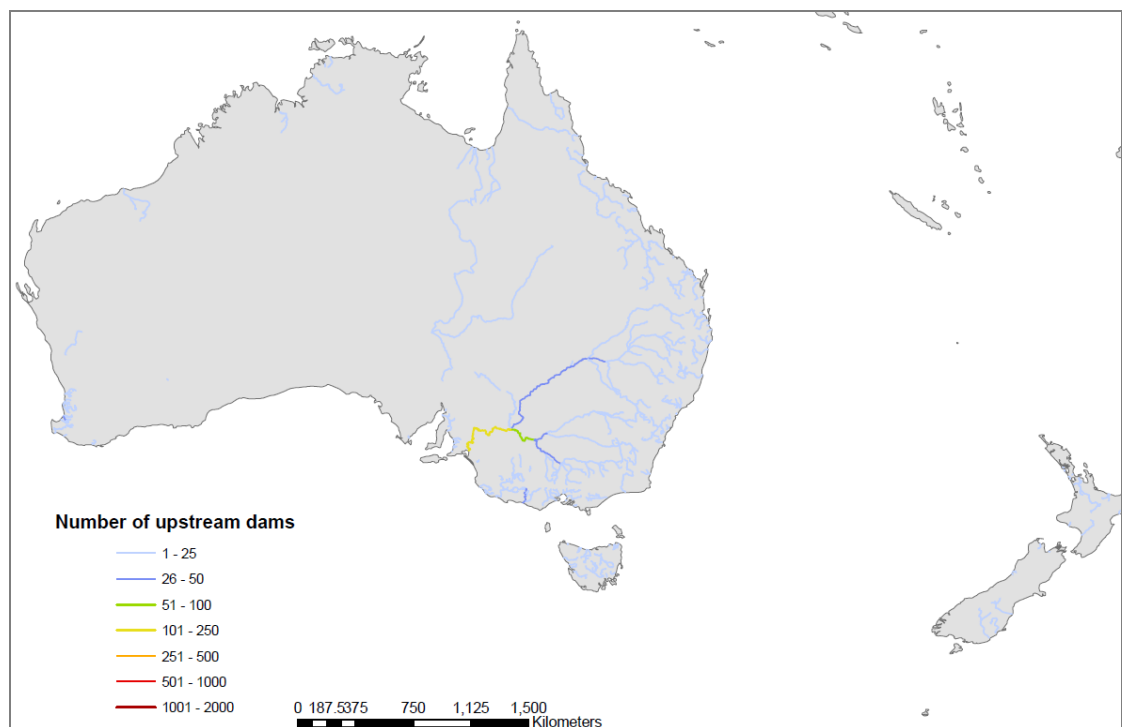 Number of upstream dams
1 - 25
26 - 50
51 - 100
101 - 250
251 - 500
501 - 1000
1001 - 2000
0 187.5375 750 1,125 1,500
Kilometers